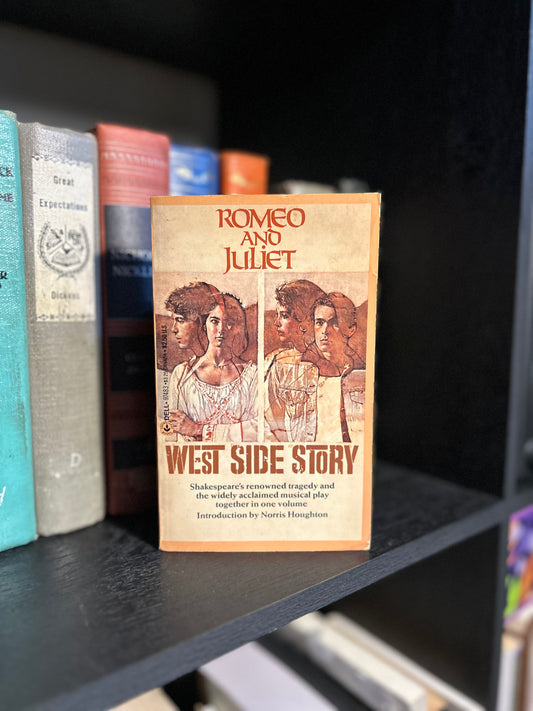 ROMEO
AND
JULIET
WEST SIDE STORY
Shakespeare's renowned tragedy and
the widely acclaimed musical play
together in one volume
Introduction by Norris Houghton
DELL
Great
Expectations
Dickens